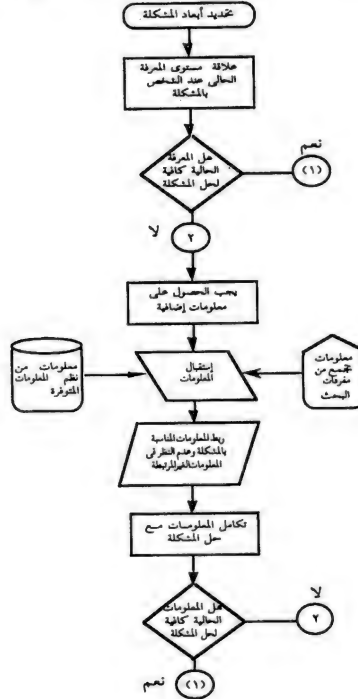 تحديد أبعاد المشكلة
علاقة مستوى المعرفة
الحالى عند الشخص
بالمشكلة
هل المعرفة
الحالية كافية
لحل المشكلة
نعم
(١)
لا
٢
يجب الحصول على
معلومات إضافية
معلومات من
نظم المعلومات
المتوفرة
إستقبال
المعلومات
معلومات
تجمع من
مفردات
البحث
ربط المعلومات المناسبة
بالمشكلة وعدم النظر فى
المعلومات الغير المرتبطة
تكامل المعلومات مع
حل المشكلة
هل المعلومات
الحالية كافية
لحل المشكلة
لا
٢
نعم
(١)